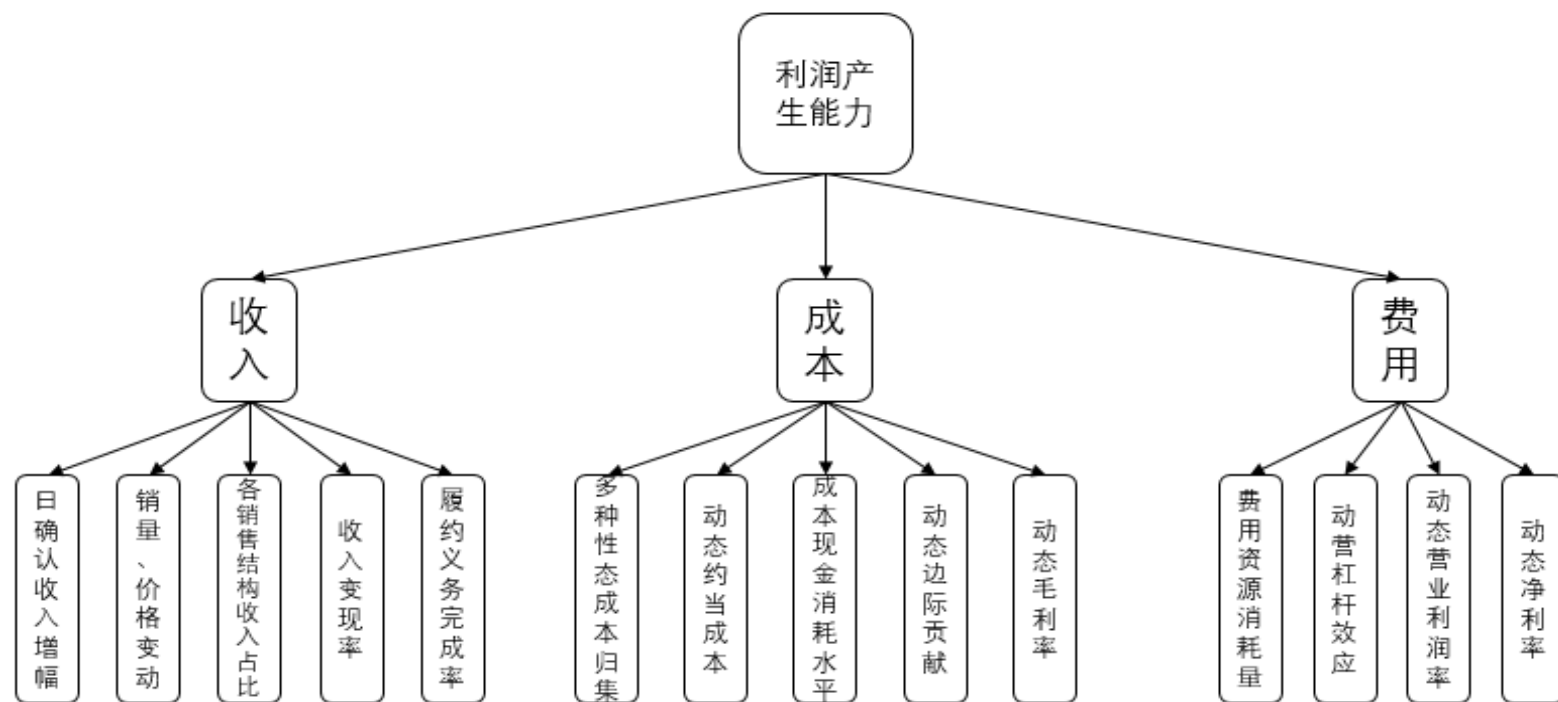 利润产
生能力
收入
成本
费用
日确认收入增幅
销量、价格变动
各销售结构收入占比
收入变现率
履约义务完成率
多种性态成本归集
动态约当成本
成本现金消耗水平
动态边际贡献
动态毛利率
费用资源消耗量
动营杠杆效应
动态营业利润率
动态净利率